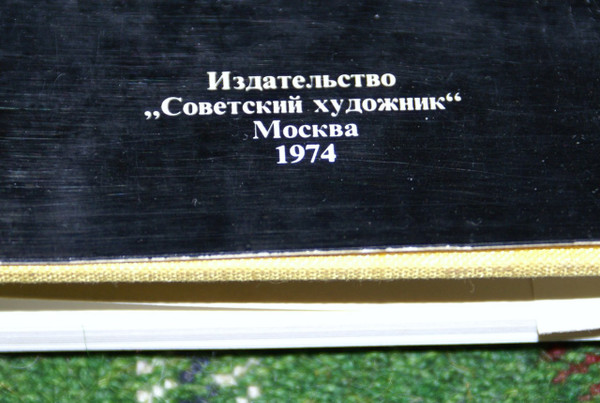 Издательство
„Советский художник“
Москва
1974